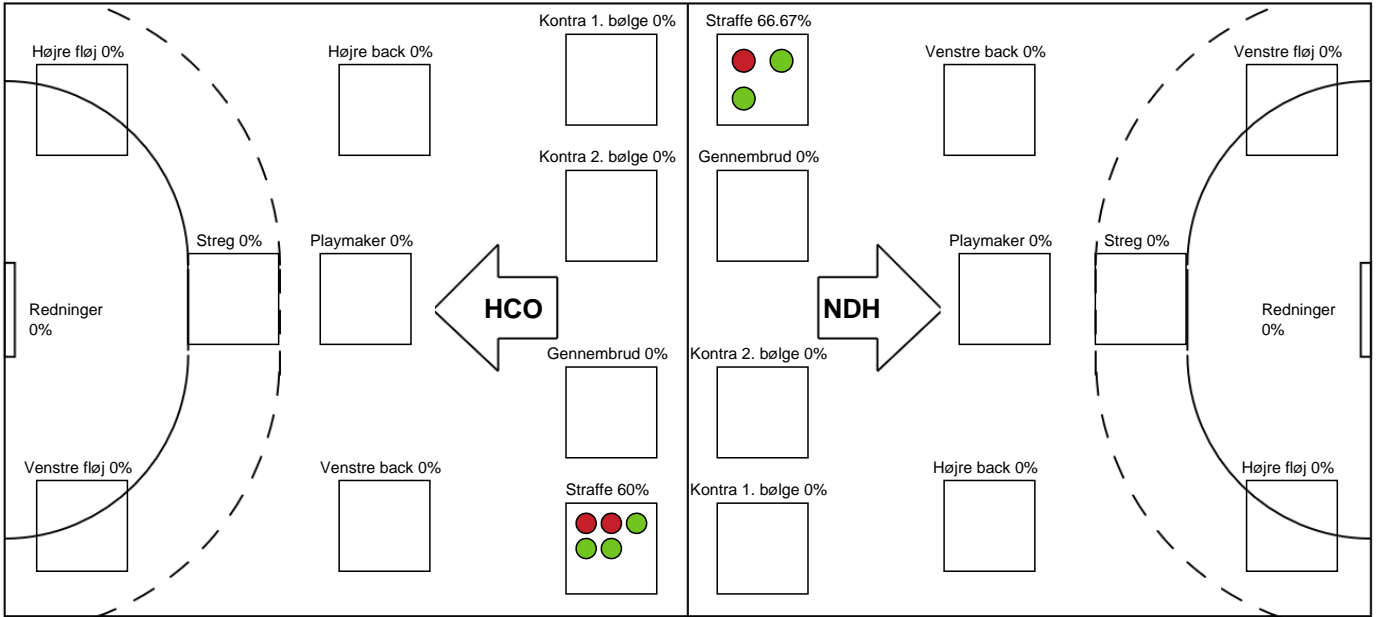 Kontra 1. bølge 0%
Straffe 66.67%
Højre fløj 0%
Højre back 0%
Venstre back 0%
Venstre fløj 0%
Kontra 2. bølge 0%
Gennembrud 0%
Streg 0%
Playmaker 0%
Playmaker 0%
Streg 0%
Redninger
0%
HCO
NDH
Redninger
0%
Gennembrud 0%
Kontra 2. bølge 0%
Venstre fløj 0%
Venstre back 0%
Højre back 0%
Højre fløj 0%
Straffe 60%
Kontra 1. bølge 0%